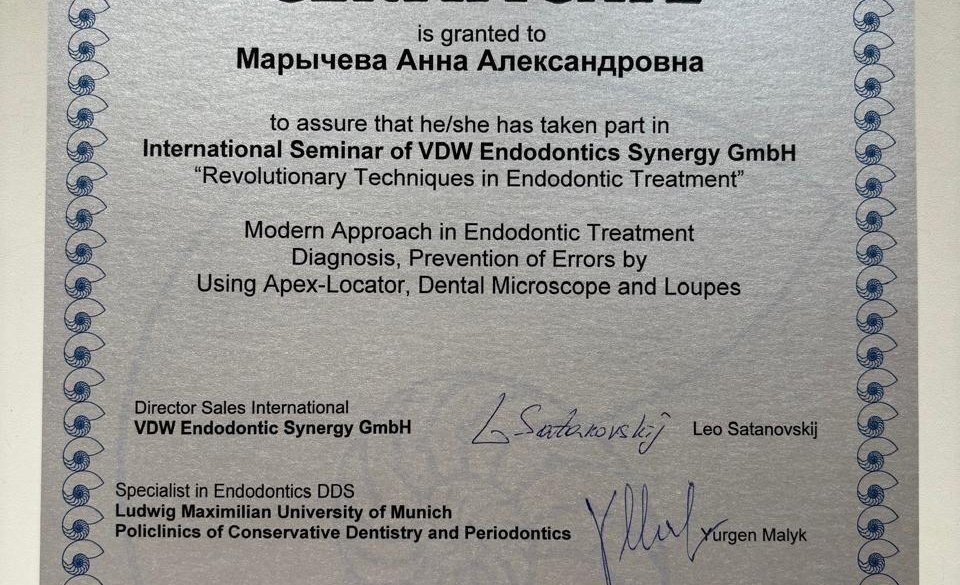 CERTIFICATE
is granted to
Марычева Анна Александровна
to assure that he/she has taken part in
International Seminar of VDW Endodontics Synergy GmbH
“Revolutionary Techniques in Endodontic Treatment”
Modern Approach in Endodontic Treatment
Diagnosis, Prevention of Errors by
Using Apex-Locator, Dental Microscope and Loupes
Director Sales International
VDW Endodontic Synergy GmbH
L Satanovskij
Leo Satanovskij
Specialist in Endodontics DDS
Ludwig Maximilian University of Munich
Policlinics of Conservative Dentistry and Periodontics
Yurgen Malyk